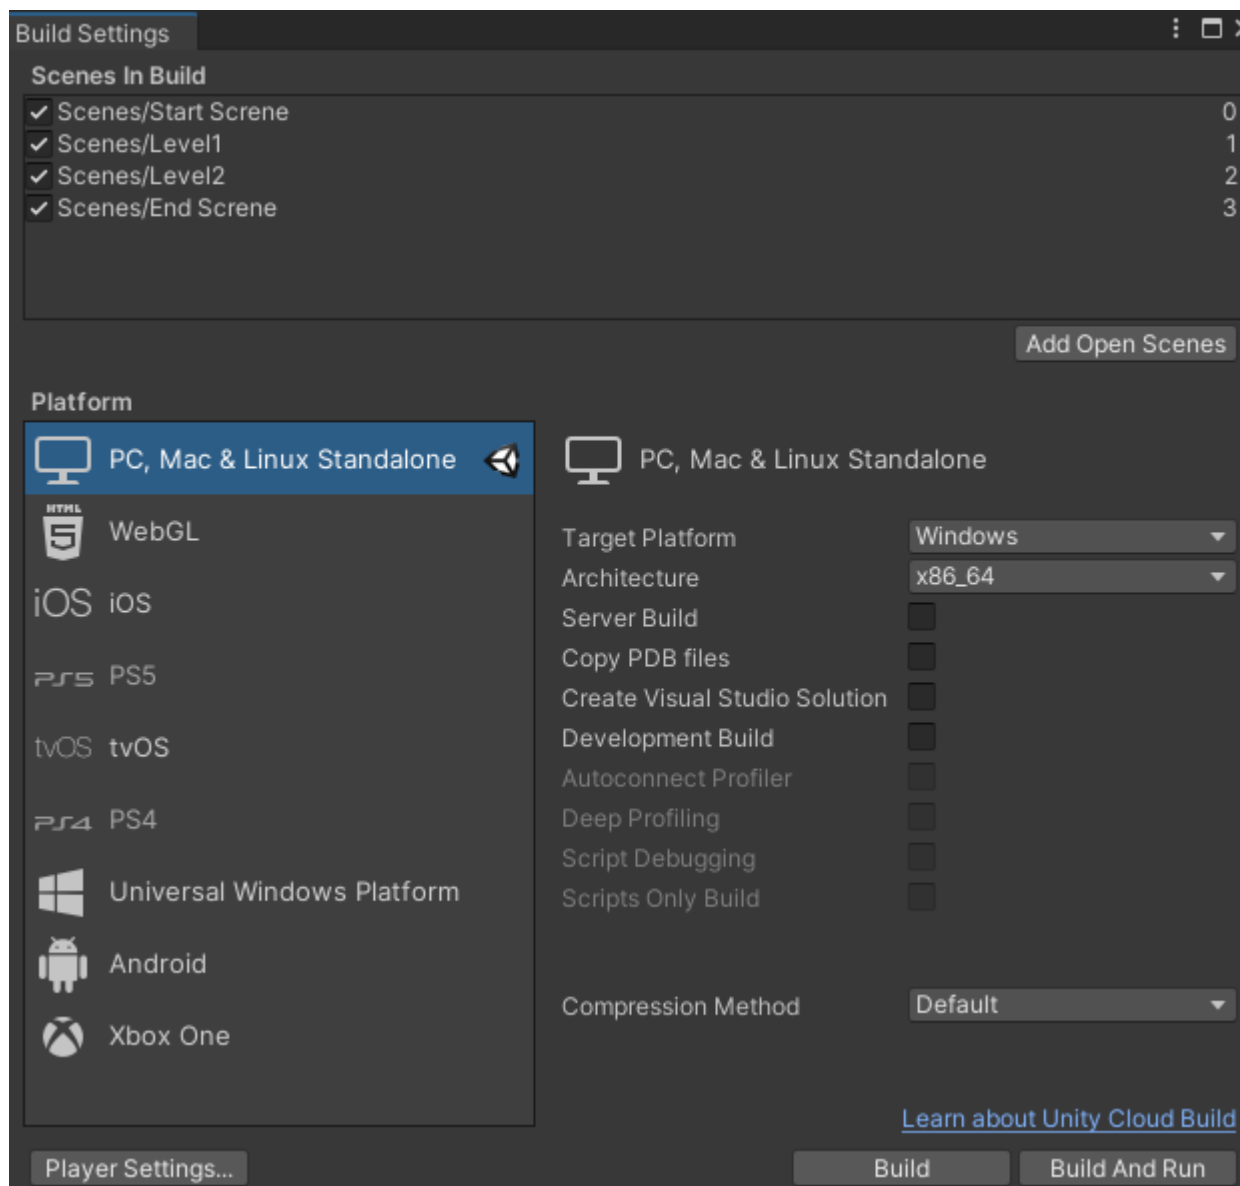 Build Settings
Scenes In Build
Scenes/Start Screne 0
Scenes/Level1 1
Scenes/Level2 2
Scenes/End Screne 3
Add Open Scenes
Platform
PC, Mac & Linux Standalone
HTML 5 WebGL
iOS iOS
PS5 PS5
tvOS tvOS
PS4 PS4
Universal Windows Platform
Android
Xbox One
PC, Mac & Linux Standalone
Target Platform Windows
Architecture x86_64
Server Build
Copy PDB files
Create Visual Studio Solution
Development Build
Autoconnect Profiler
Deep Profiling
Script Debugging
Scripts Only Build
Compression Method Default
Learn about Unity Cloud Build
Player Settings... Build Build And Run